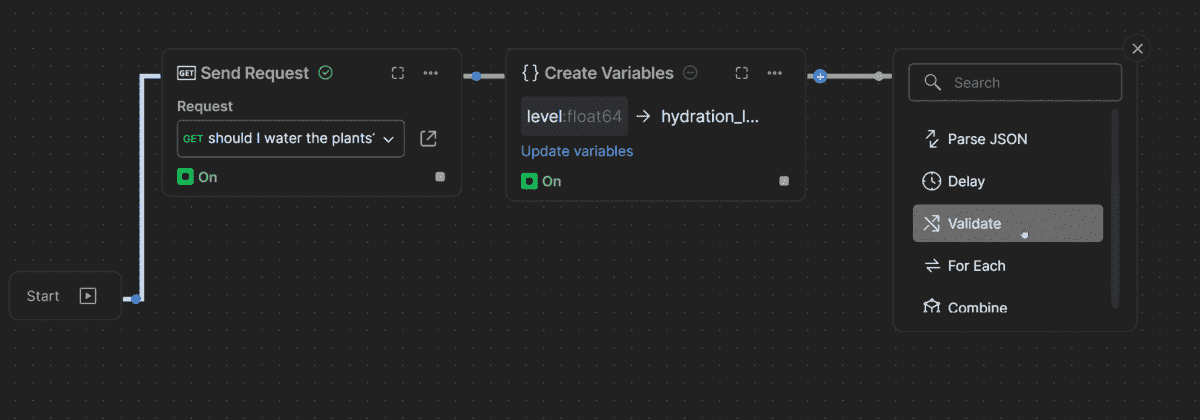 Start
GET Send Request
Request
GET should I water the plants'
On
{ } Create Variables
level:float64 → hydration_l...
Update variables
On
Search
Parse JSON
Delay
Validate
For Each
Combine